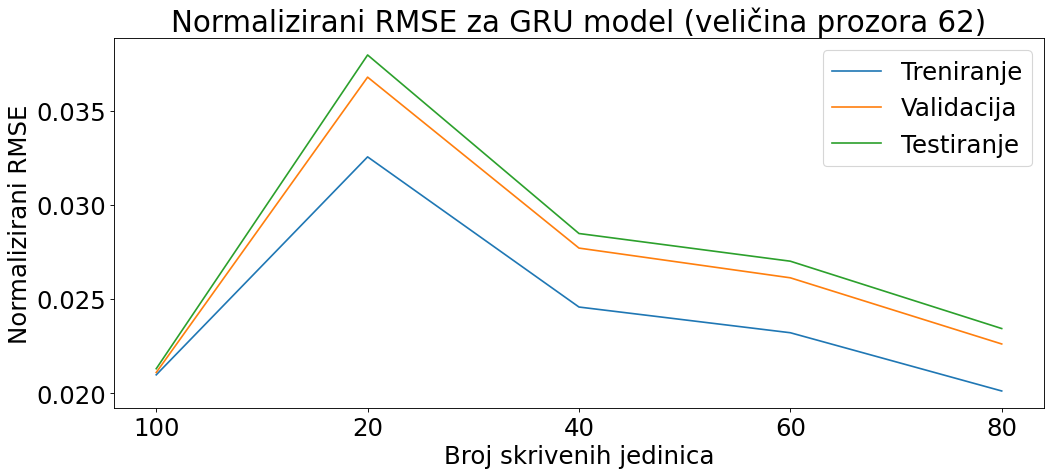 Normalizirani RMSE za GRU model (veličina prozora 62)
Treniranje
Validacija
Testiranje
Normalizirani RMSE
0.035
0.030
0.025
0.020
100 20 40 60 80
Broj skrivenih jedinica